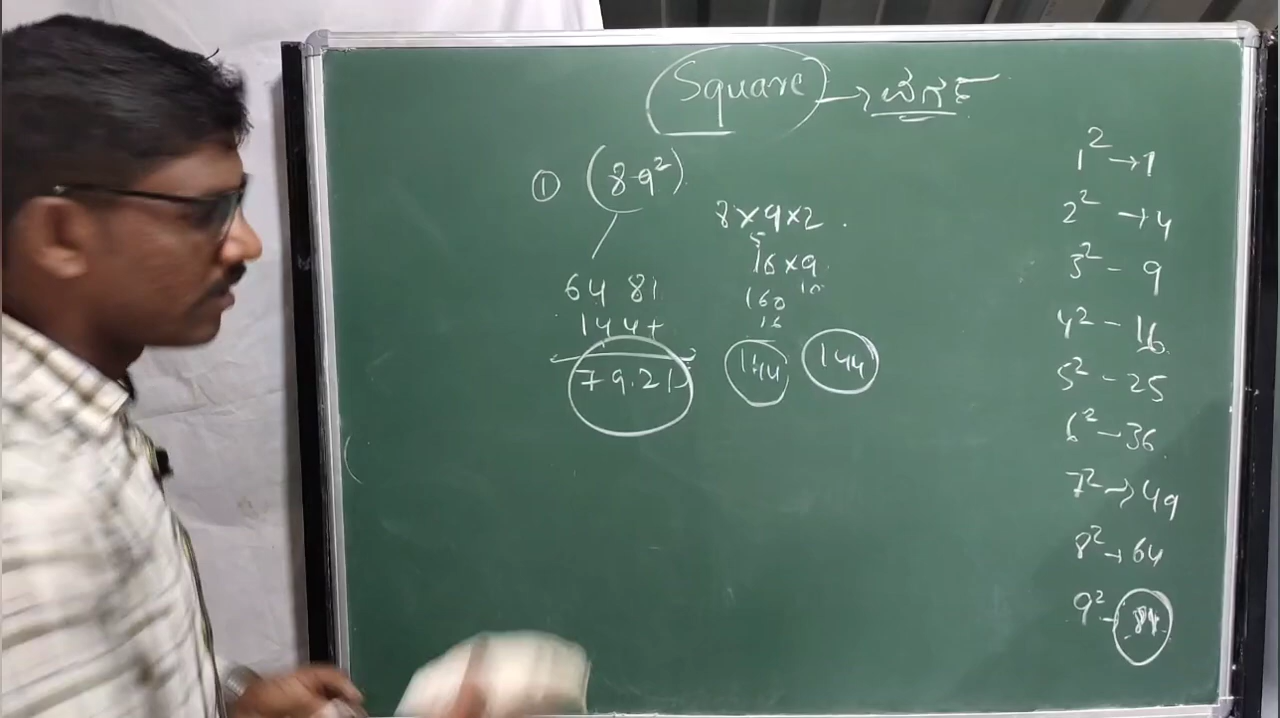 Square → ವರ್ಗ
① (89²)
8×9×2.
16×9
64 81
144+
79.21
160
16
144 144
1² → 1
2² → 4
3² - 9
4² - 16
5² - 25
6² - 36
7² → 49
8² → 64
9² - 81